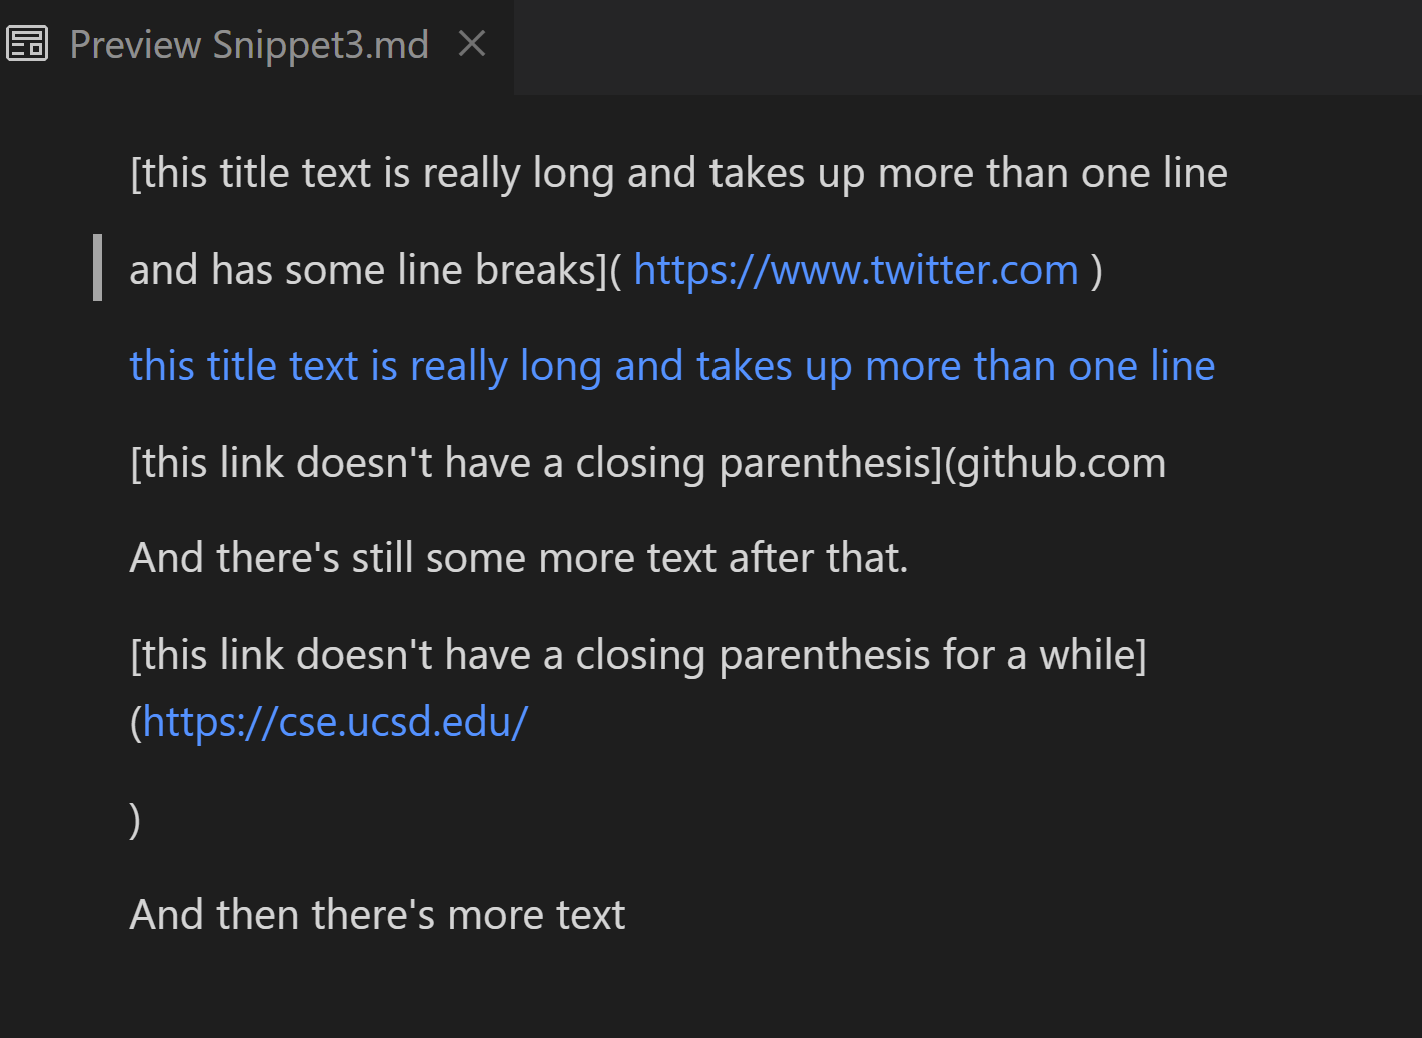 Preview Snippet3.md
[this title text is really long and takes up more than one line
and has some line breaks]( https://www.twitter.com )
this title text is really long and takes up more than one line
[this link doesn't have a closing parenthesis](github.com
And there's still some more text after that.
[this link doesn't have a closing parenthesis for a while]
(https://cse.ucsd.edu/
)
And then there's more text